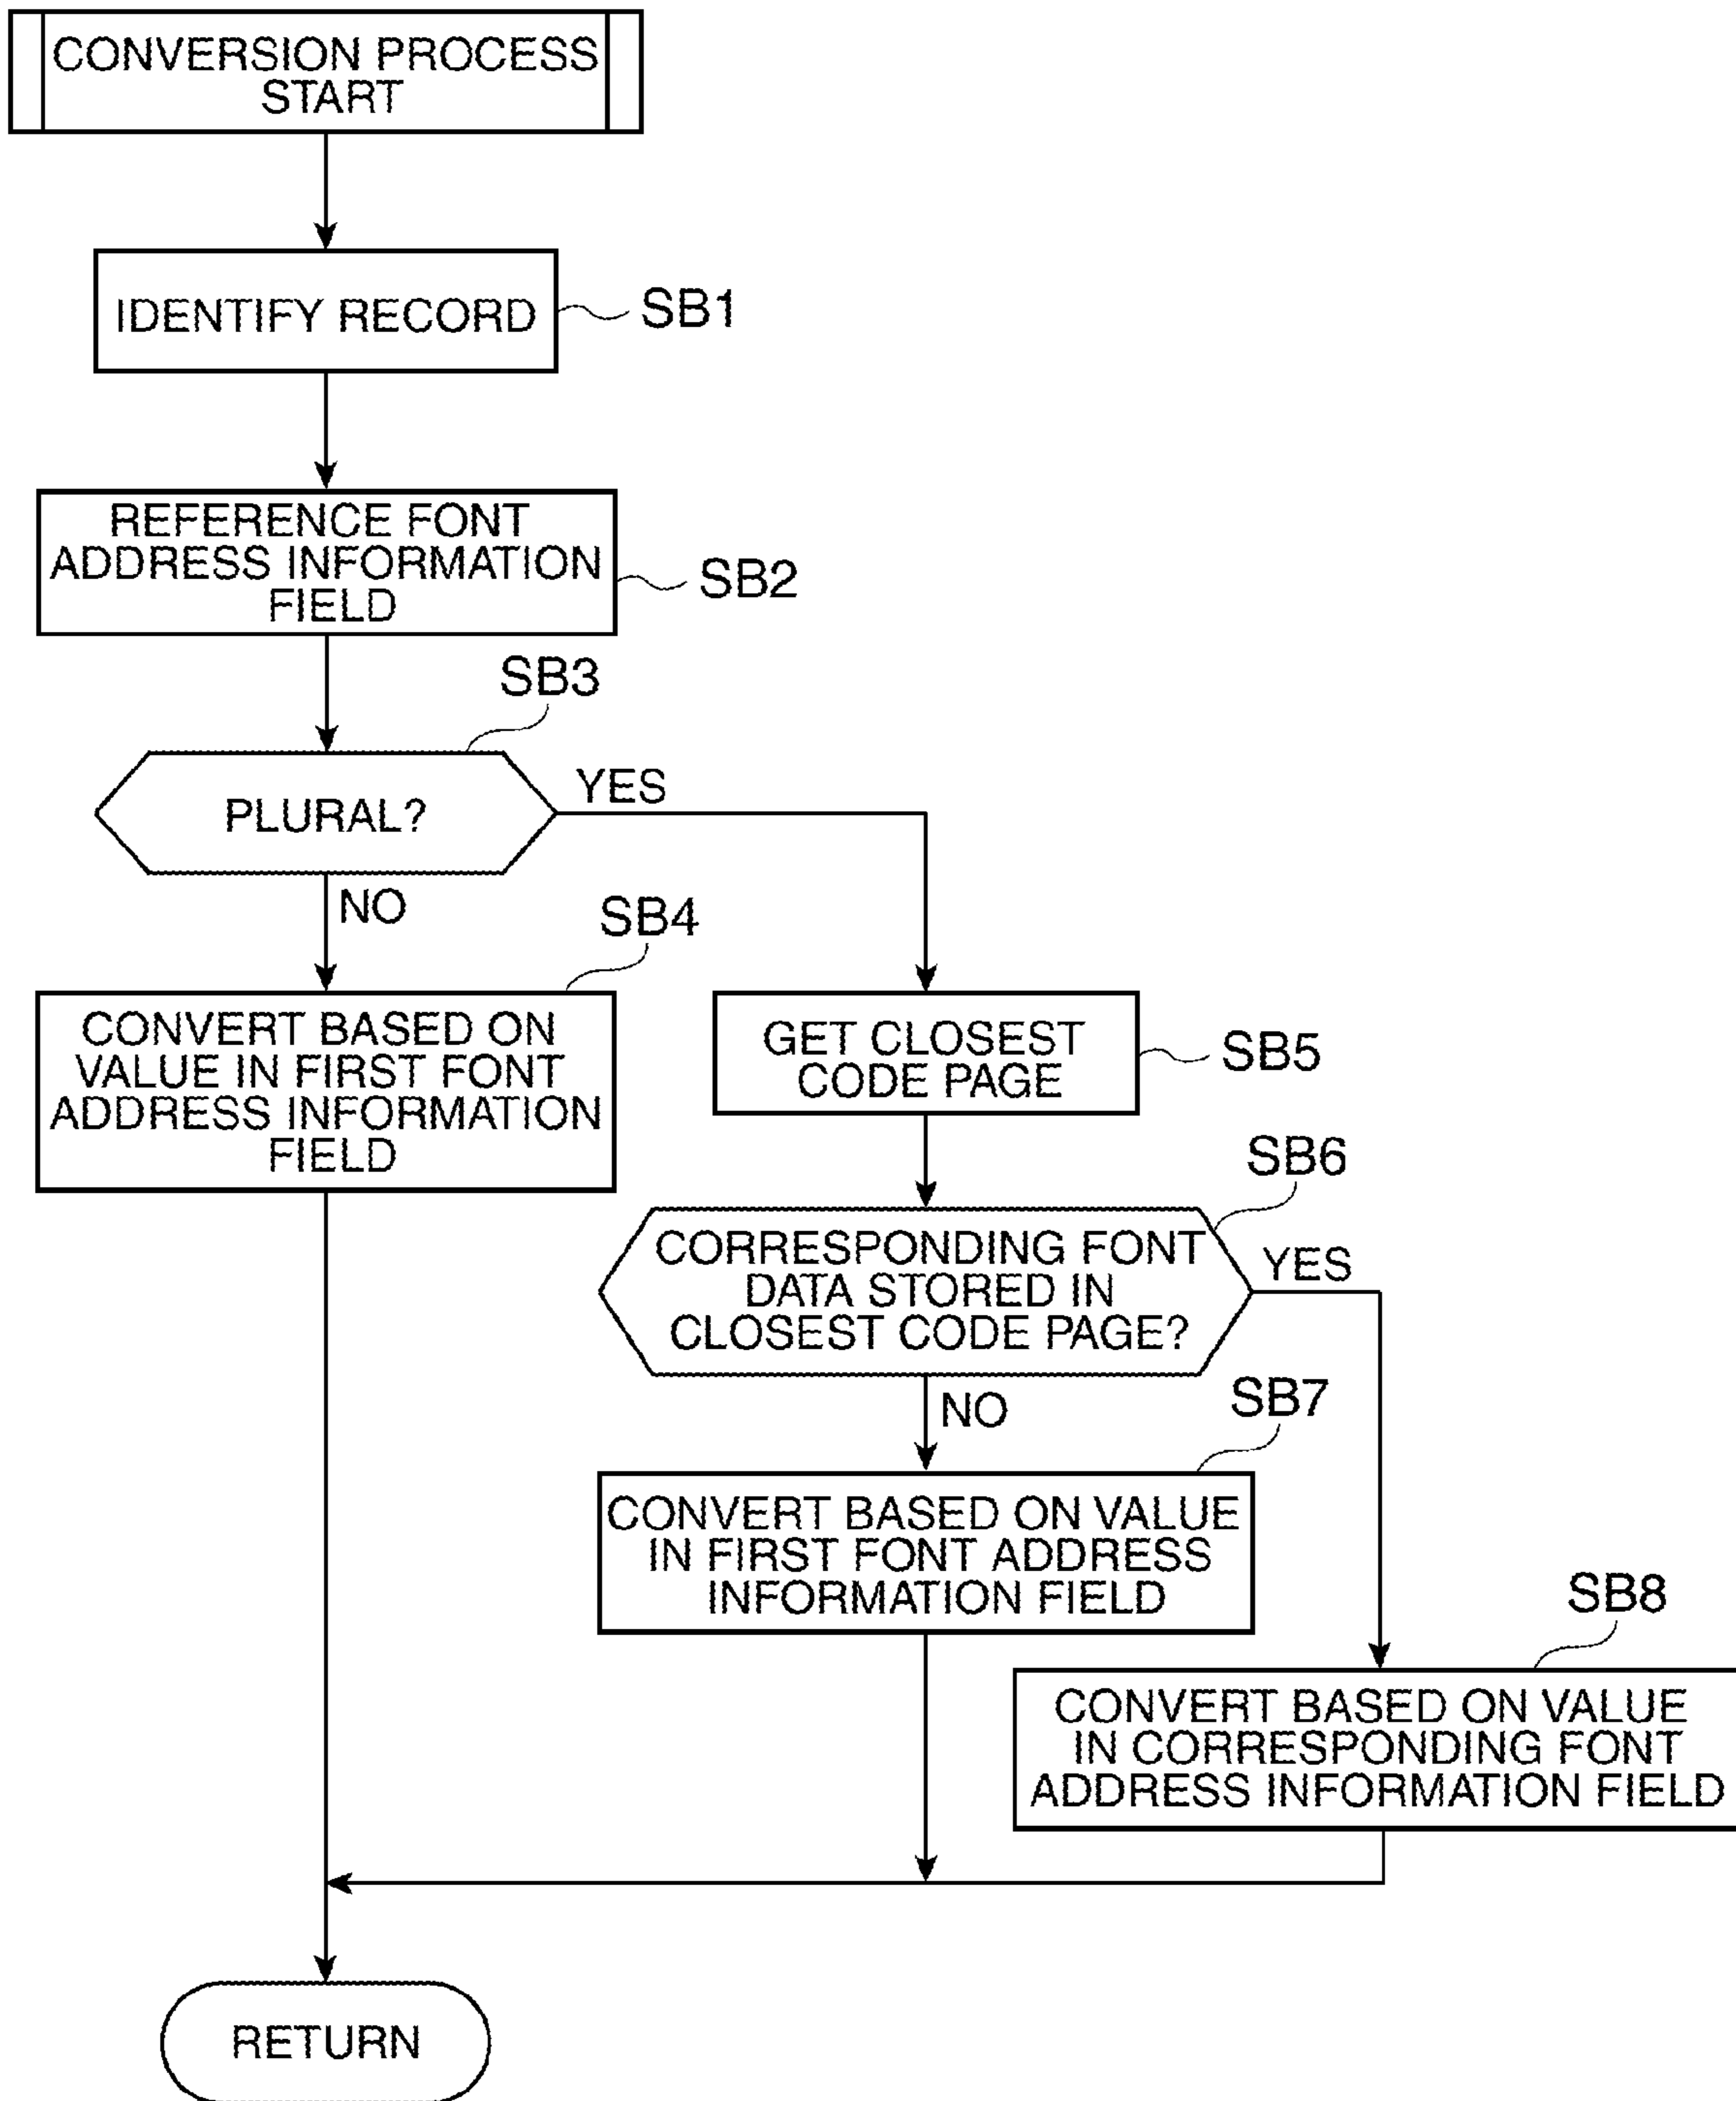 CONVERSION PROCESS
START
IDENTIFY RECORD
SB1
REFERENCE FONT
ADDRESS INFORMATION
FIELD
SB2
SB3
PLURAL?
YES
NO
SB4
CONVERT BASED ON
VALUE IN FIRST FONT
ADDRESS INFORMATION
FIELD
GET CLOSEST
CODE PAGE
SB5
SB6
CORRESPONDING FONT
DATA STORED IN
CLOSEST CODE PAGE?
YES
NO
SB7
CONVERT BASED ON VALUE
IN FIRST FONT ADDRESS
INFORMATION FIELD
SB8
CONVERT BASED ON VALUE
IN CORRESPONDING FONT
ADDRESS INFORMATION FIELD
RETURN